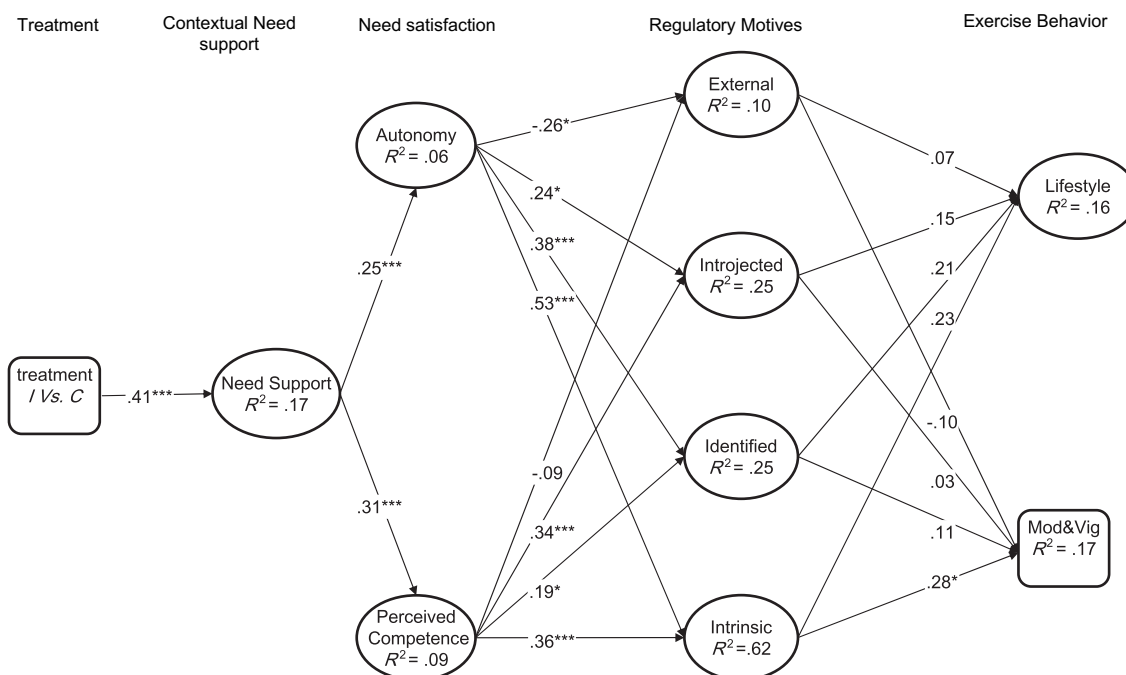 Treatment
Contextual Need
support
Need satisfaction
Regulatory Motives
Exercise Behavior
External
R² = .10
Autonomy
R² = .06
-.26*
.07
Lifestyle
R² = .16
.24*
.15
.38***
Introjected
R² = .25
.21
.25***
.53***
.23
treatment
I Vs. C
.41***
Need Support
R² = .17
-.10
Identified
R² = .25
-.09
.03
.31***
.34***
.11
Mod&Vig
R² = .17
.19*
.28*
Perceived
Competence
R² = .09
.36***
Intrinsic
R² =.62